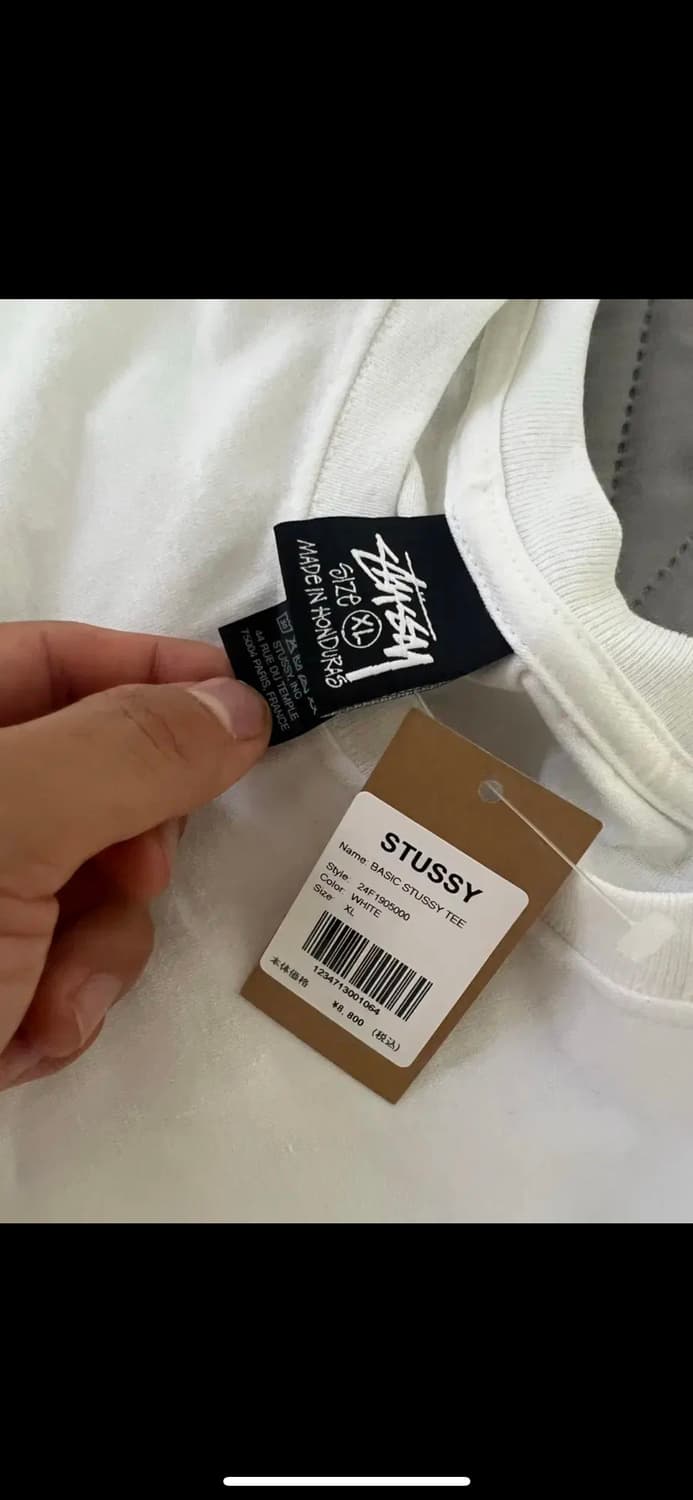 STUSSY
SIZE XL
MADE IN HONDURAS
STUSSY, INC.
44 RUE DU TEMPLE
75004 PARIS, FRANCE
STUSSY
Name: BASIC STUSSY TEE
Style: 24F1905000
Color: WHITE
Size: XL
1234713001064
本体価格 ¥8,800 (税込)